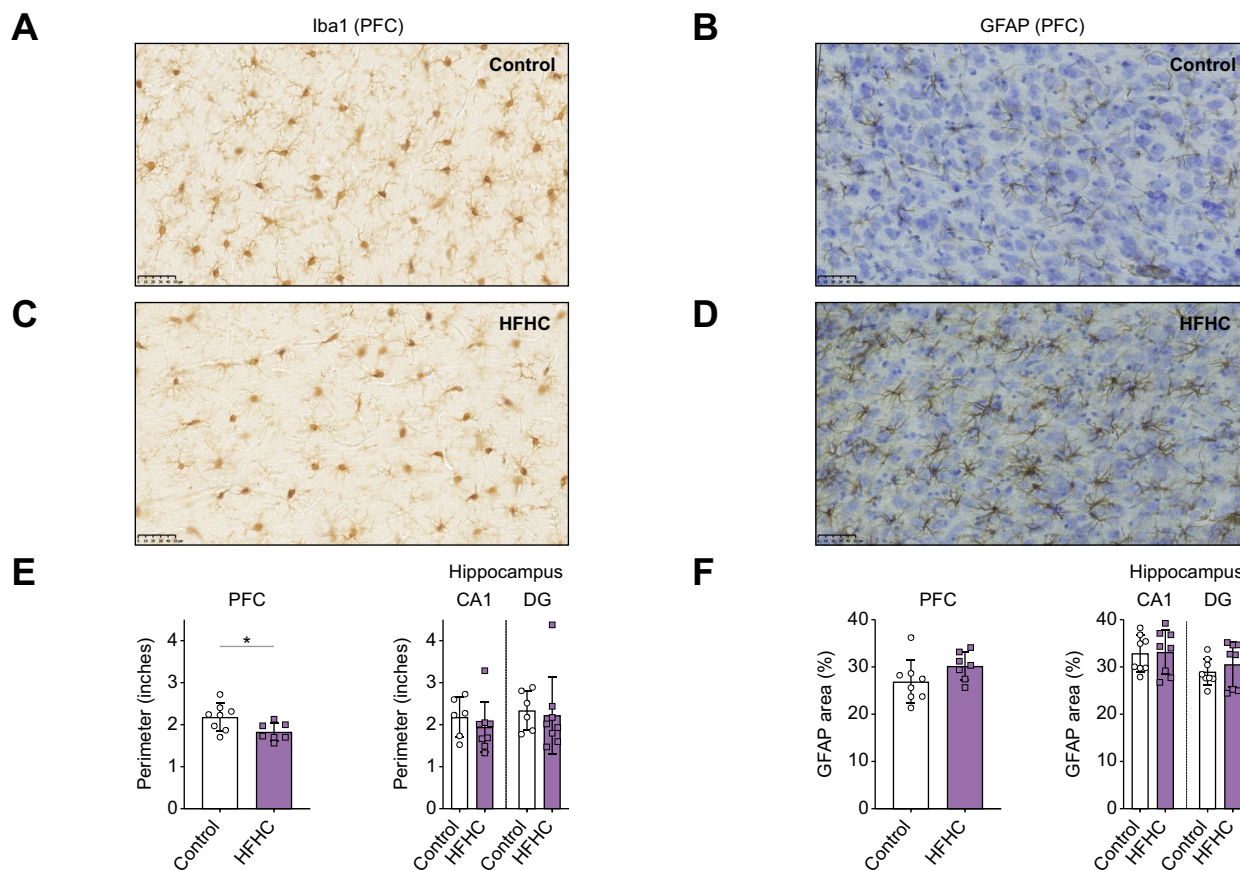 A
Iba1 (PFC)
Control
B
GFAP (PFC)
Control
C
HFHC
D
HFHC
E
PFC
Perimeter (inches)
4
3
2
1
0
*
Control
HFHC
Hippocampus
CA1
DG
Perimeter (inches)
4
3
2
1
0
Control
HFHC
Control
HFHC
F
PFC
GFAP area (%)
40
30
20
10
0
Control
HFHC
Hippocampus
CA1
DG
GFAP area (%)
40
30
20
10
0
Control
HFHC
Control
HFHC